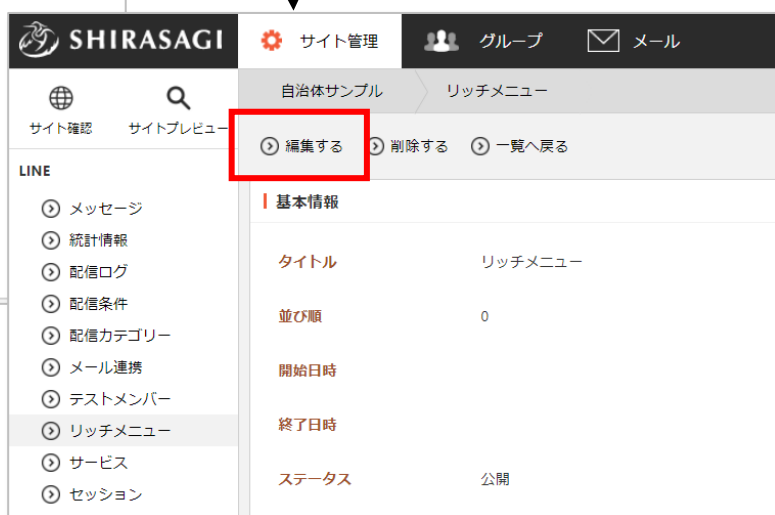 SHIRASAGI サイト管理 グループ メール
自治体サンプル リッチメニュー
サイト確認 サイトプレビュー
編集する 削除する 一覧へ戻る
LINE
メッセージ
統計情報
配信ログ
配信条件
配信カテゴリー
メール連携
テストメンバー
リッチメニュー
サービス
セッション
基本情報
タイトル リッチメニュー
並び順 0
開始日時
終了日時
ステータス 公開